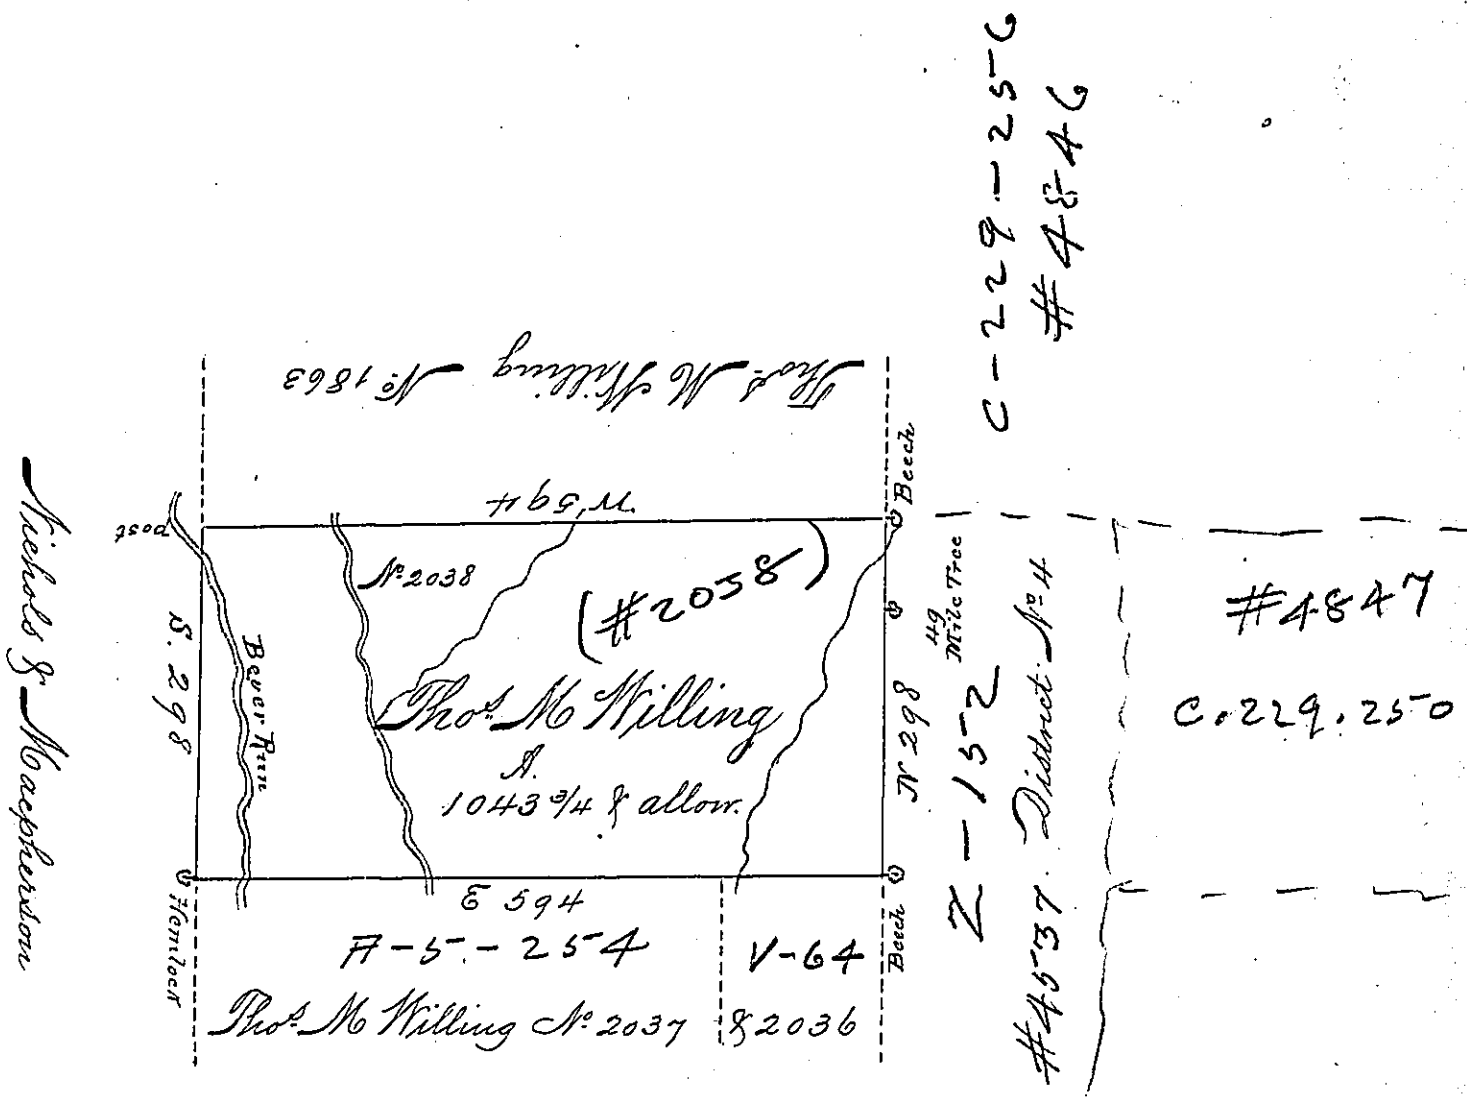 C-229-256
#4846
Thos. M Willing No. 1863
W 594
Beech
post
No. 2038
(#2038)
49
Mile Tree
Bever Run
S. 298
Nichols & Macpherson
Thos. M Willing
A.
1043 3/4 & allow.
N 298
Z-152
District No. 4
#4537
#4847
C.229.250
E 594
Hemlock
Beech
A-5.-254
V-64
Thos. M Willing No. 2037
& 2036